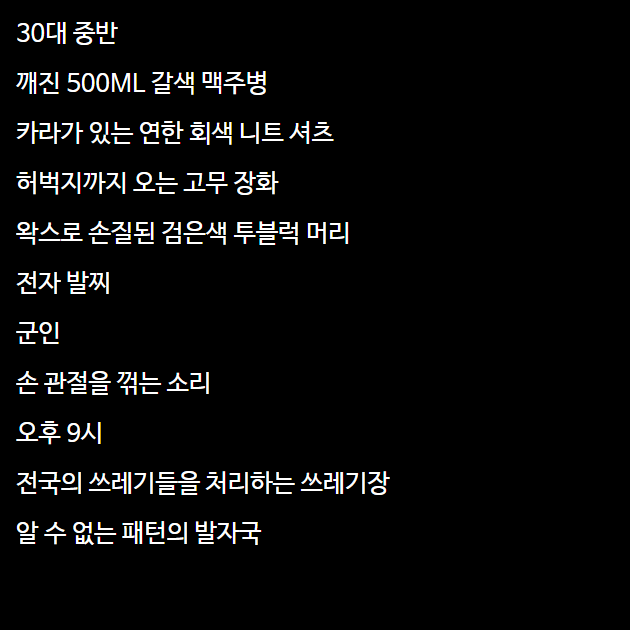 30대 중반
깨진 500ML 갈색 맥주병
카라가 있는 연한 회색 니트 셔츠
허벅지까지 오는 고무 장화
왁스로 손질된 검은색 투블럭 머리
전자 발찌
군인
손 관절을 꺾는 소리
오후 9시
전국의 쓰레기들을 처리하는 쓰레기장
알 수 없는 패턴의 발자국